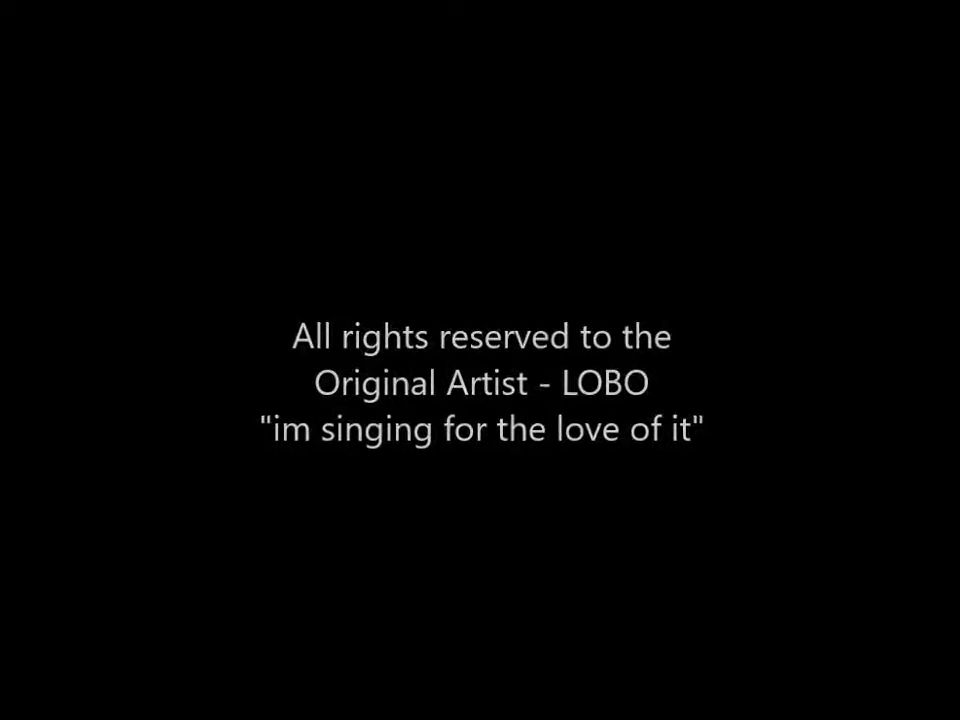 All rights reserved to the
Original Artist - LOBO
"im singing for the love of it"